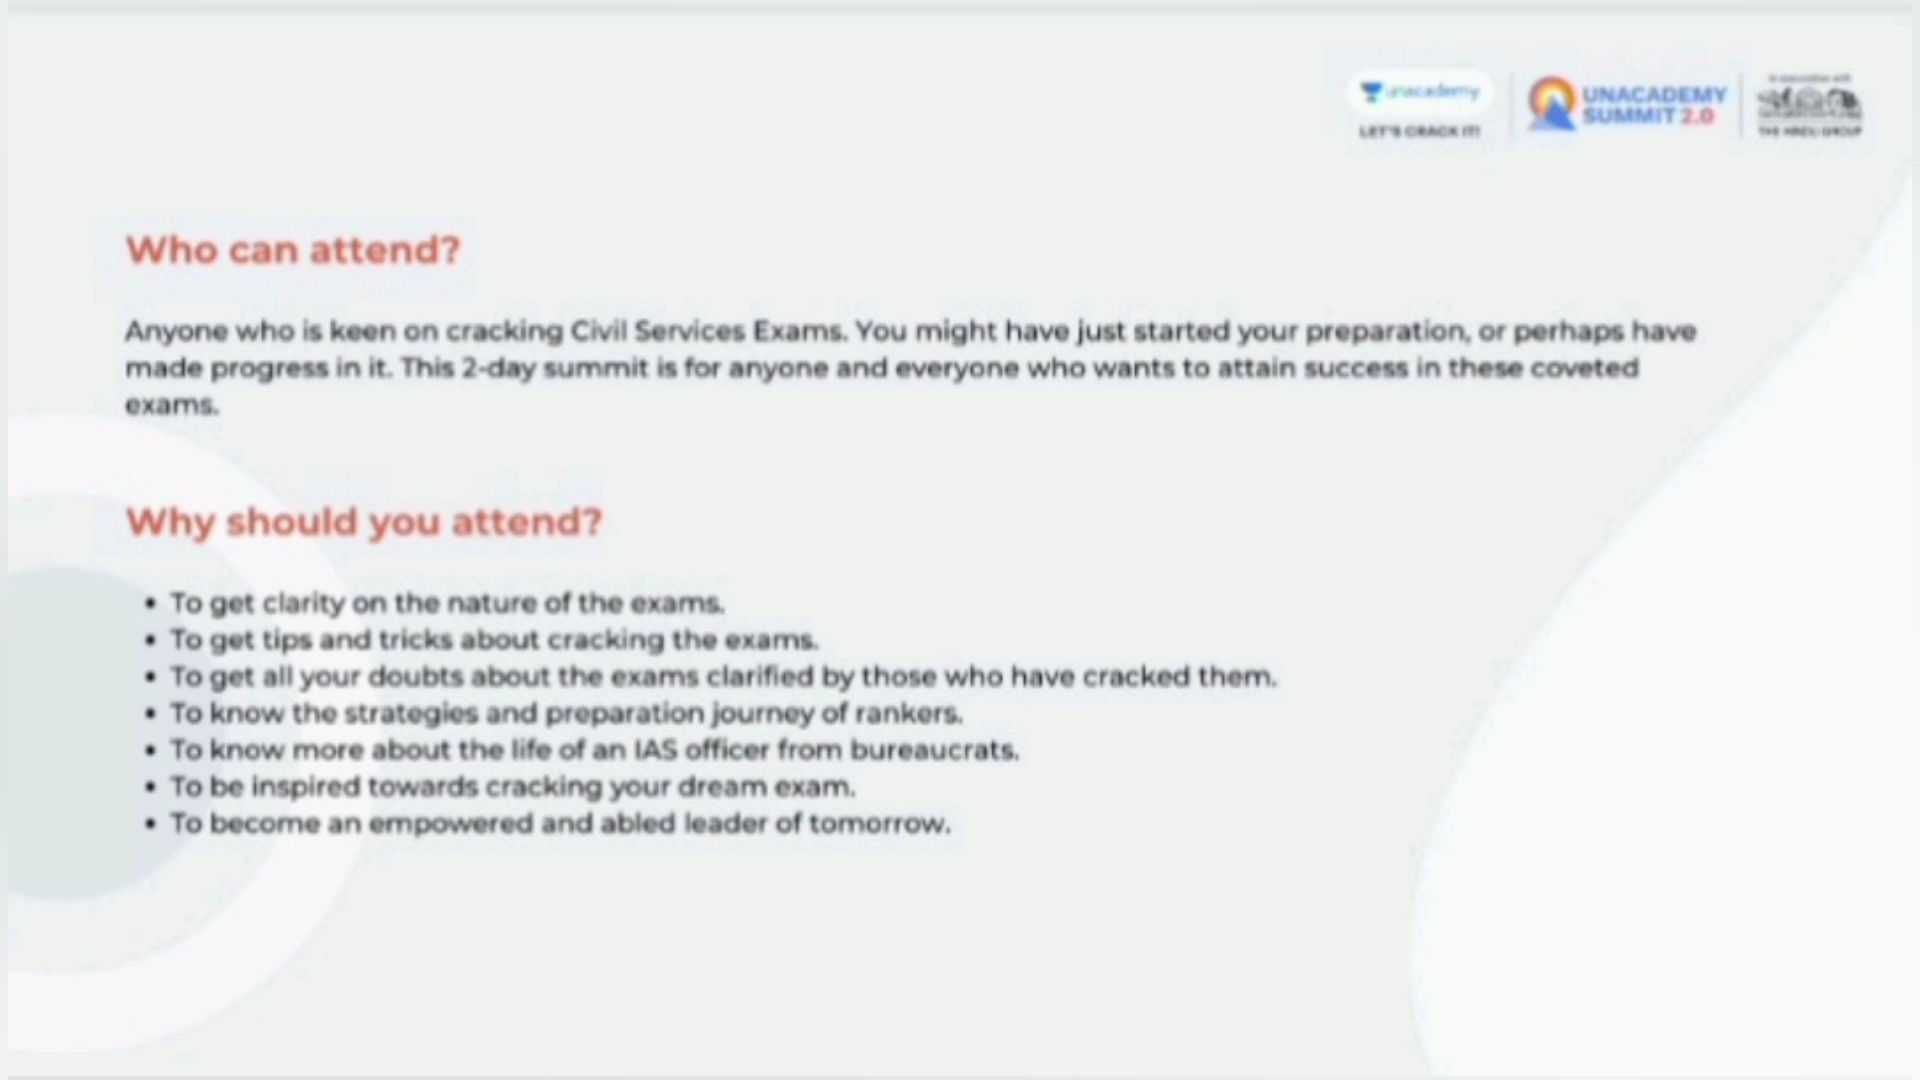 unacademy
LET'S CRACK IT!
UNACADEMY
SUMMIT 2.0
In association with
THE HINDU GROUP
Who can attend?
Anyone who is keen on cracking Civil Services Exams. You might have just started your preparation, or perhaps have
made progress in it. This 2-day summit is for anyone and everyone who wants to attain success in these coveted
exams.
Why should you attend?
• To get clarity on the nature of the exams.
• To get tips and tricks about cracking the exams.
• To get all your doubts about the exams clarified by those who have cracked them.
• To know the strategies and preparation journey of rankers.
• To know more about the life of an IAS officer from bureaucrats.
• To be inspired towards cracking your dream exam.
• To become an empowered and abled leader of tomorrow.